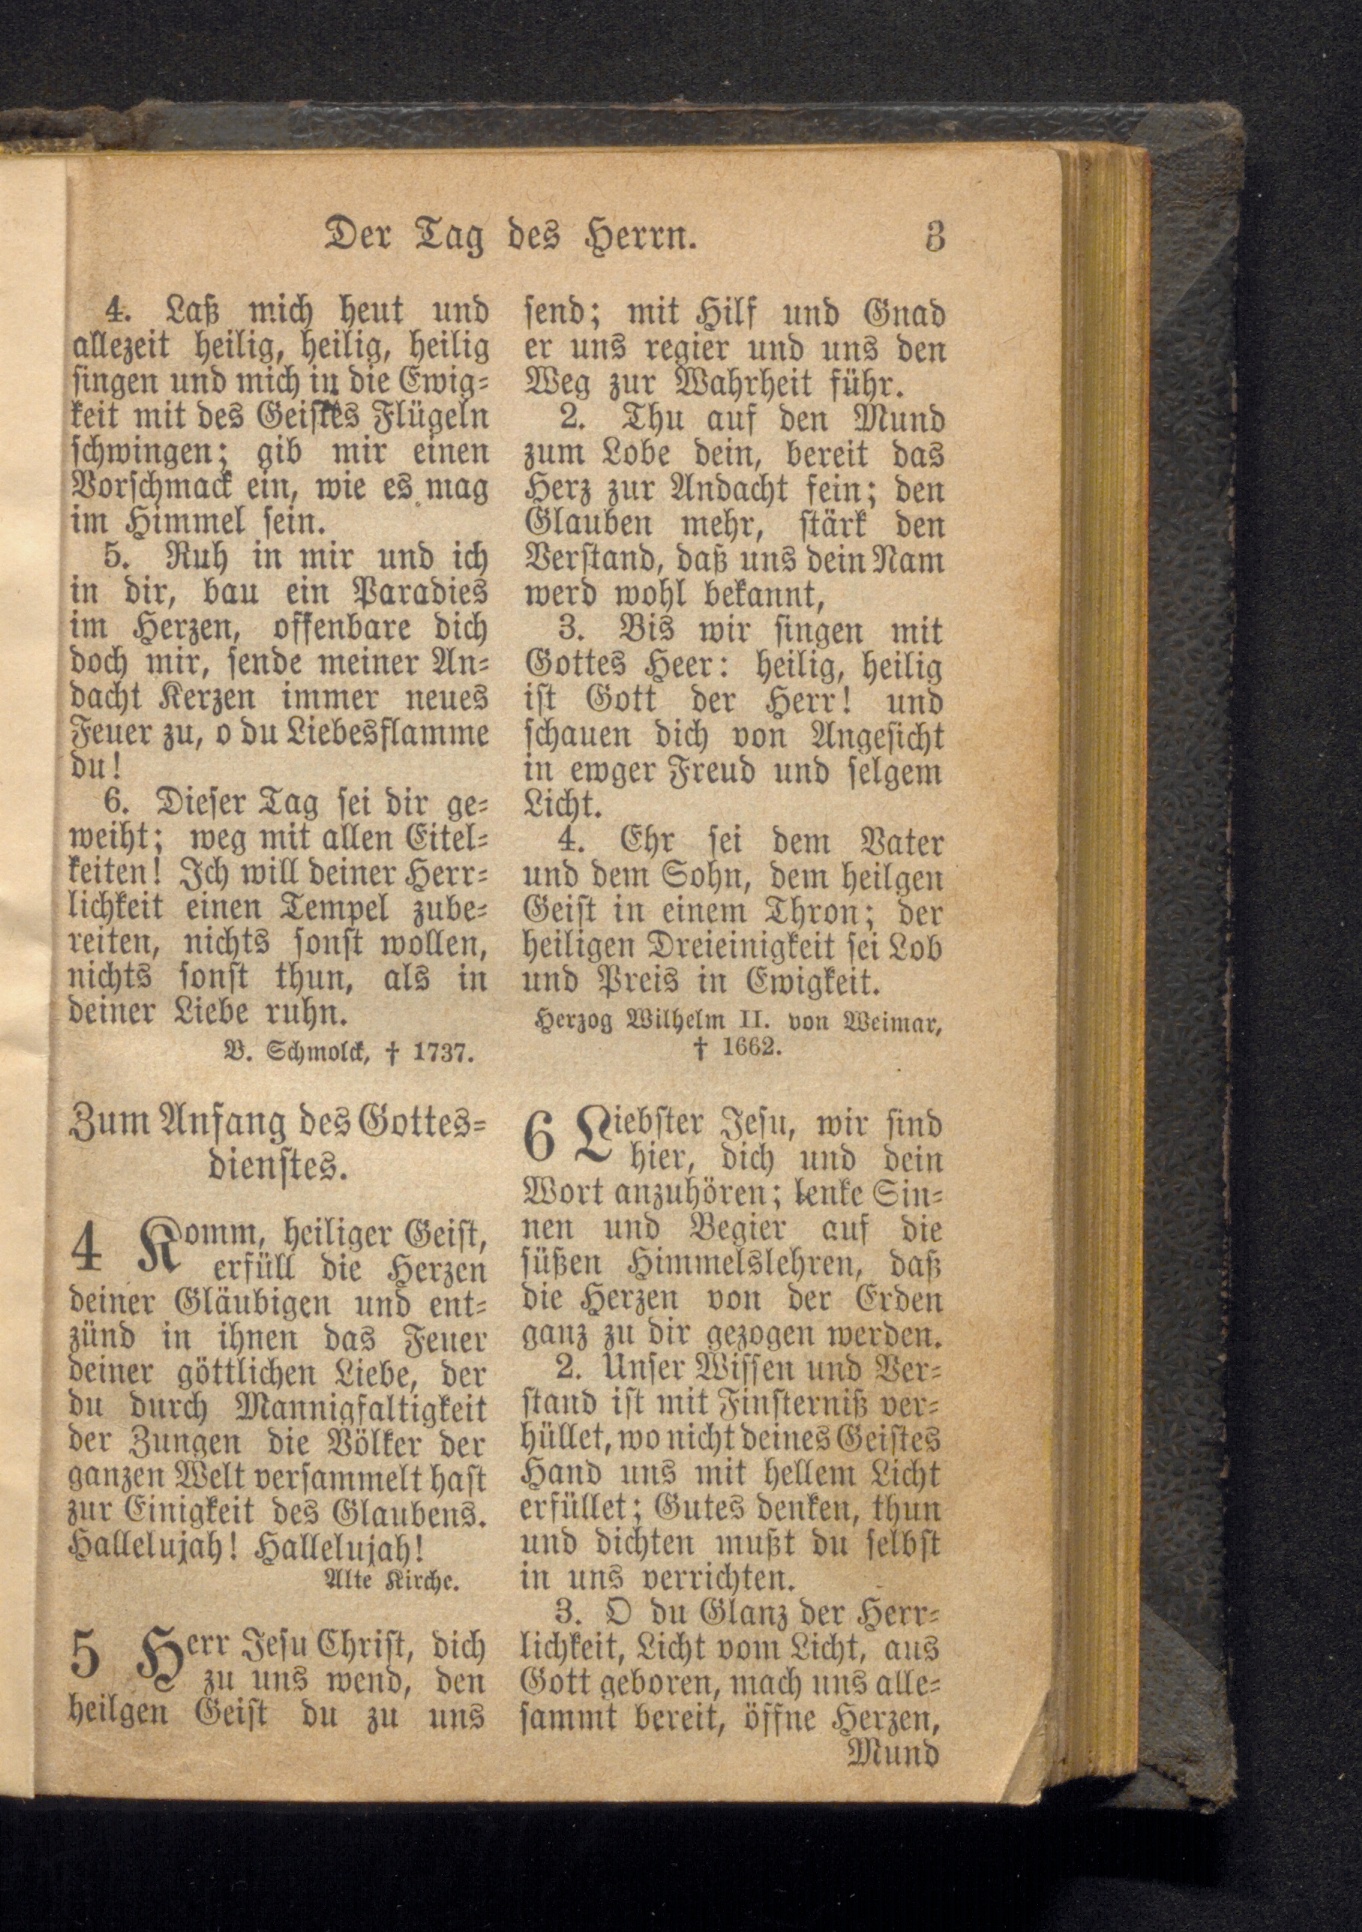 Der Tag des Herrn. 3
4. Laß mich heut und
allezeit heilig, heilig, heilig
singen und mich in die Ewig-
keit mit des Geistes Flügeln
schwingen; gib mir einen
Vorschmack ein, wie es mag
im Himmel sein.
5. Ruh in mir und ich
in dir, bau ein Paradies
im Herzen, offenbare dich
doch mir, sende meiner An-
dacht Kerzen immer neues
Feuer zu, o du Liebesflamme
du!
6. Dieser Tag sei dir ge-
weiht; weg mit allen Eitel-
keiten! Ich will deiner Herr-
lichkeit einen Tempel zube-
reiten, nichts sonst wollen,
nichts sonst thun, als in
deiner Liebe ruhn.
B. Schmolck, † 1737.
Zum Anfang des Gottes-
dienstes.
4 Komm, heiliger Geist,
erfüll die Herzen
deiner Gläubigen und ent-
zünd in ihnen das Feuer
deiner göttlichen Liebe, der
du durch Mannigfaltigkeit
der Zungen die Völker der
ganzen Welt versammelt hast
zur Einigkeit des Glaubens.
Hallelujah! Hallelujah!
Alte Kirche.
5 Herr Jesu Christ, dich
zu uns wend, den
heilgen Geist du zu uns
send; mit Hilf und Gnad
er uns regier und uns den
Weg zur Wahrheit führ.
2. Thu auf den Mund
zum Lobe dein, bereit das
Herz zur Andacht fein; den
Glauben mehr, stärk den
Verstand, daß uns dein Nam
werd wohl bekannt,
3. Bis wir singen mit
Gottes Heer: heilig, heilig
ist Gott der Herr! und
schauen dich von Angesicht
in ewger Freud und selgem
Licht.
4. Ehr sei dem Vater
und dem Sohn, dem heilgen
Geist in einem Thron; der
heiligen Dreieinigkeit sei Lob
und Preis in Ewigkeit.
Herzog Wilhelm II. von Weimar,
† 1662.
6 Liebster Jesu, wir sind
hier, dich und dein
Wort anzuhören; lenke Sin-
nen und Begier auf die
süßen Himmelslehren, daß
die Herzen von der Erden
ganz zu dir gezogen werden.
2. Unser Wissen und Ver-
stand ist mit Finsterniß ver-
hüllet, wo nicht deines Geistes
Hand uns mit hellem Licht
erfüllet; Gutes denken, thun
und dichten mußt du selbst
in uns verrichten.
3. O du Glanz der Herr-
lichkeit, Licht vom Licht, aus
Gott geboren, mach uns alle-
sammt bereit, öffne Herzen,
Mund